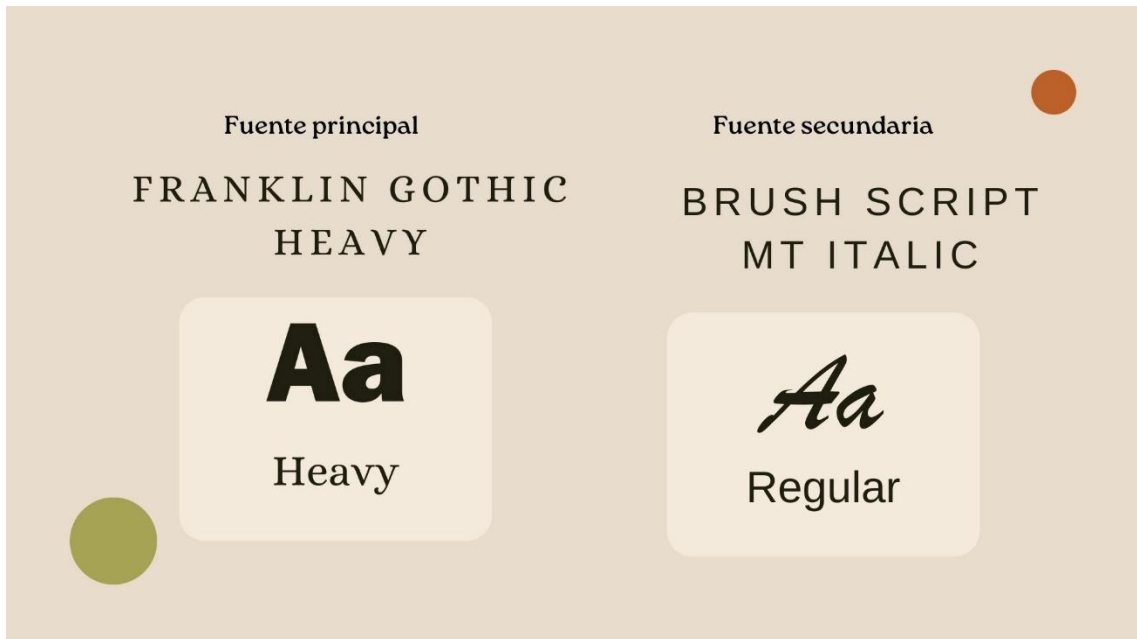 Fuente principal
FRANKLIN GOTHIC
HEAVY
Aa
Heavy
Fuente secundaria
BRUSH SCRIPT
MT ITALIC
Aa
Regular